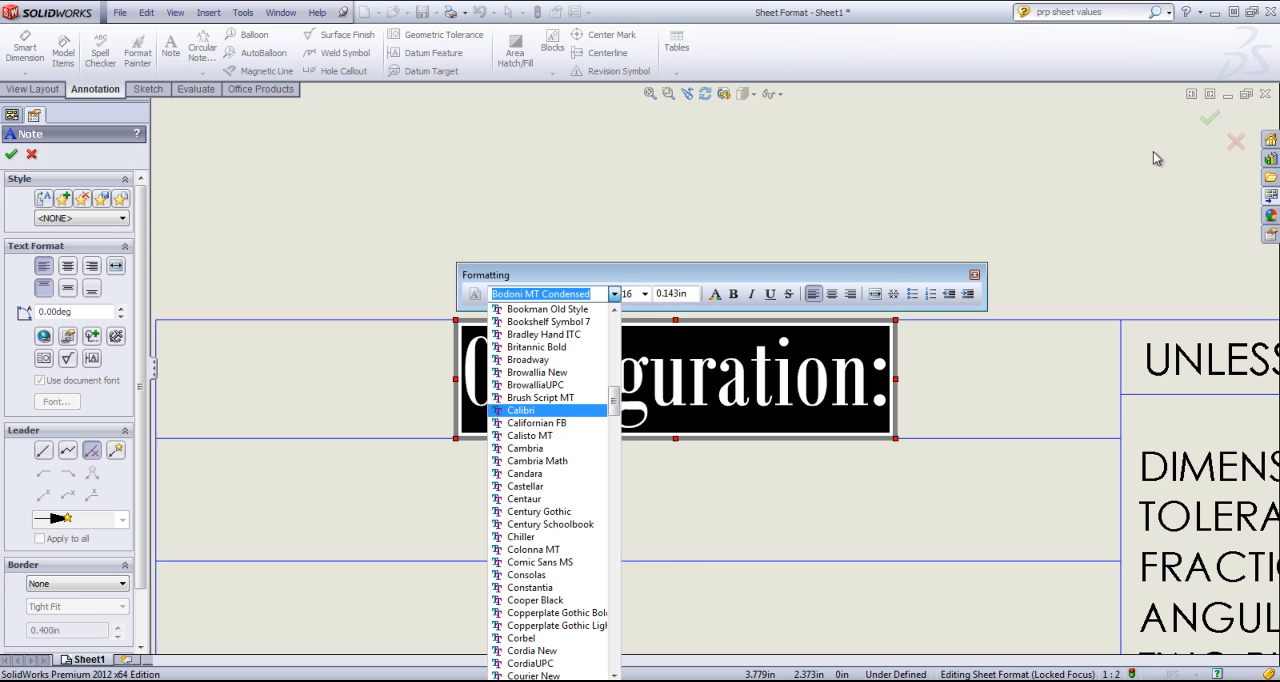 SOLIDWORKS File Edit View Insert Tools Window Help Sheet Format - Sheet1 * prp sheet values
Smart Dimension
Model Items
Spell Checker
Format Painter
Note
Circular Note...
Balloon
AutoBalloon
Magnetic Line
Surface Finish
Weld Symbol
Hole Callout
Geometric Tolerance
Datum Feature
Datum Target
Area Hatch/Fill
Blocks
Center Mark
Centerline
Revision Symbol
Tables
View Layout Annotation Sketch Evaluate Office Products
Note ?
Style
<NONE>
Text Format
0.00deg
Use document font
Font...
Leader
Apply to all
Border
None
Tight Fit
0.400in
Formatting
Bodoni MT Condensed 16 0.143in A B I U S
Bookman Old Style
Bookshelf Symbol 7
Bradley Hand ITC
Britannic Bold
Broadway
Browallia New
BrowalliaUPC
Brush Script MT
Calibri
Californian FB
Calisto MT
Cambria
Cambria Math
Candara
Castellar
Centaur
Century Gothic
Century Schoolbook
Chiller
Colonna MT
Comic Sans MS
Consolas
Constantia
Cooper Black
Copperplate Gothic Bol
Copperplate Gothic Ligh
Corbel
Cordia New
CordiaUPC
Courier New
guration:
UNLESS
DIMENS
TOLERA
FRACTI
ANGUL
Sheet1
SolidWorks Premium 2012 x64 Edition 3.779in 2.373in 0in Under Defined Editing Sheet Format (Locked Focus) 1 : 2 IPS